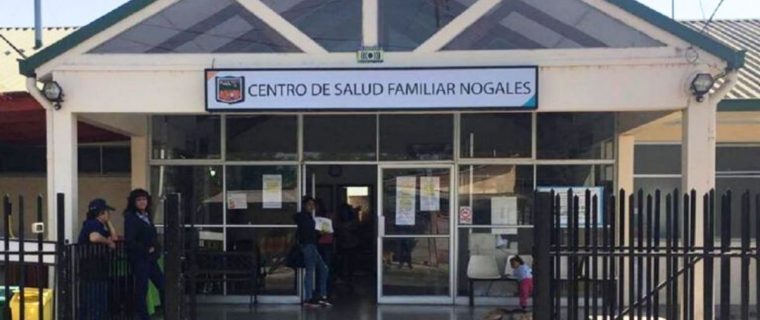 CENTRO DE SALUD FAMILIAR NOGALES